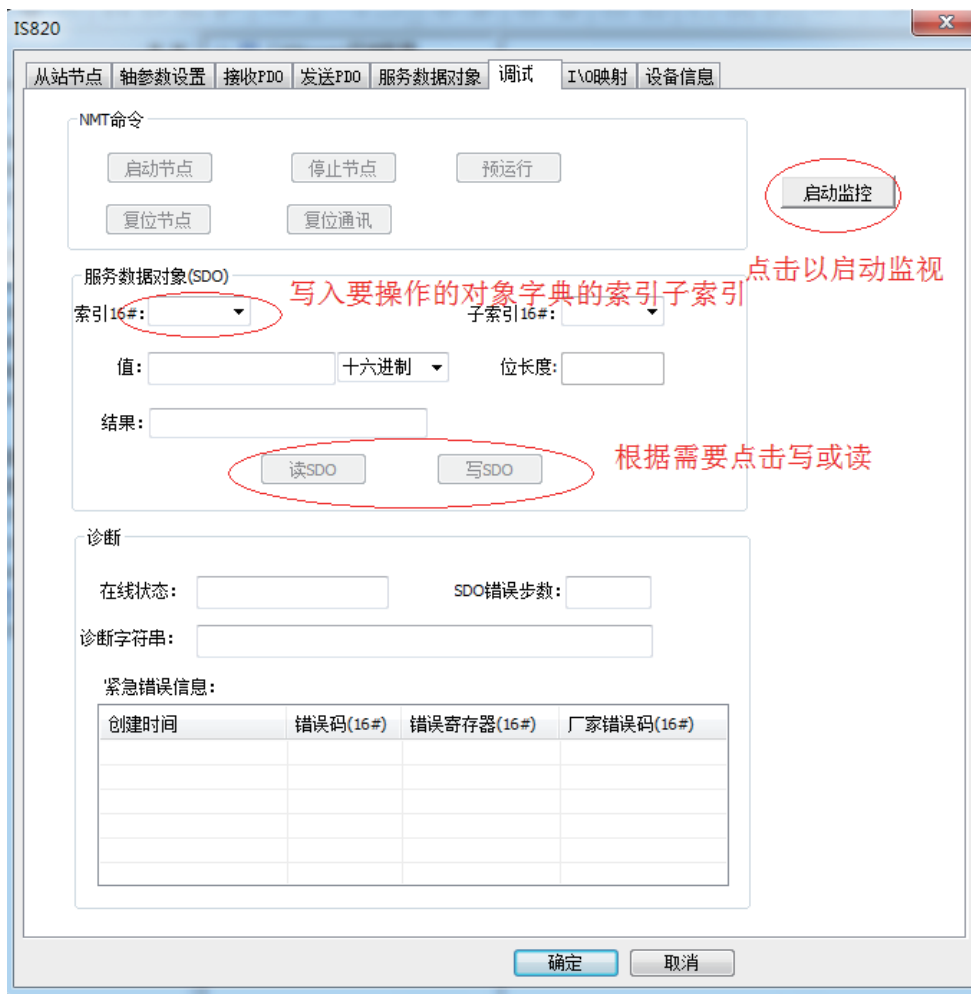 IS820
从站节点 轴参数设置 接收PDO 发送PDO 服务数据对象 调试 I\O映射 设备信息
NMT命令
启动节点 停止节点 预运行
启动监控
复位节点 复位通讯
点击以启动监视
服务数据对象(SDO)
写入要操作的对象字典的索引子索引
索引16#: 子索引16#:
值: 十六进制 位长度:
结果:
读SDO 写SDO
根据需要点击写或读
诊断
在线状态: SDO错误步数:
诊断字符串:
紧急错误信息:
创建时间 错误码(16#) 错误寄存器(16#) 厂家错误码(16#)
确定 取消